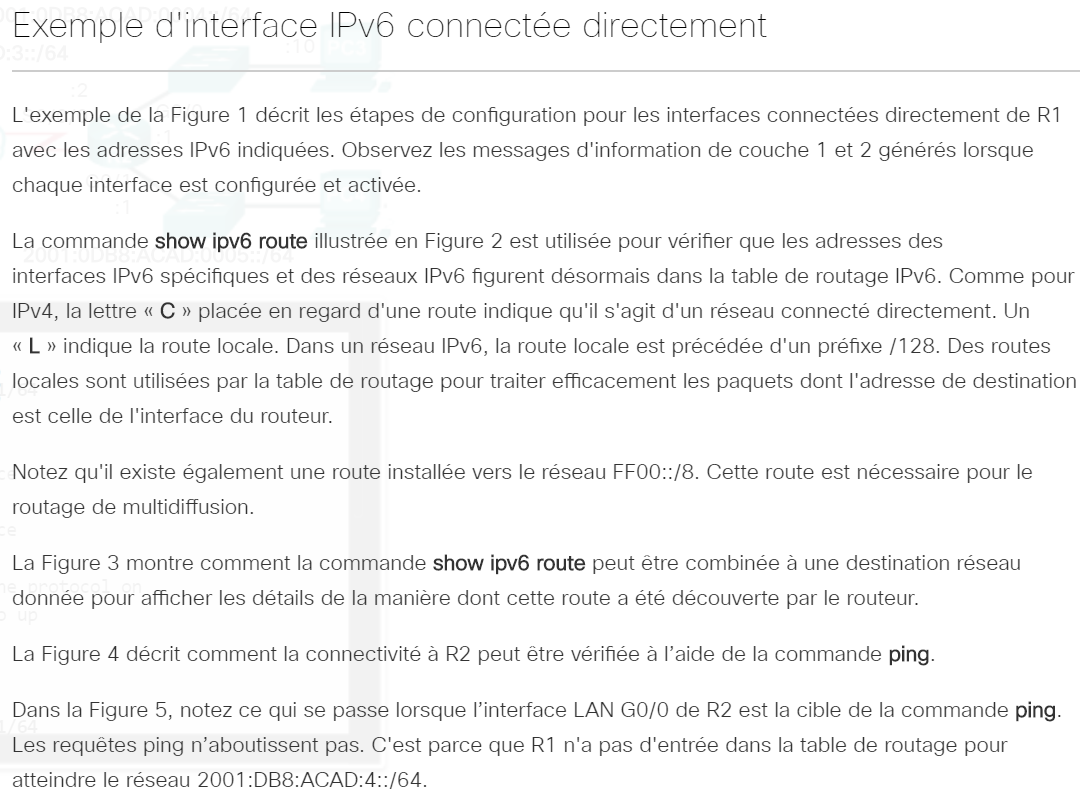 Exemple d'interface IPv6 connectée directement
L'exemple de la Figure 1 décrit les étapes de configuration pour les interfaces connectées directement de R1
avec les adresses IPv6 indiquées. Observez les messages d'information de couche 1 et 2 générés lorsque
chaque interface est configurée et activée.
La commande show ipv6 route illustrée en Figure 2 est utilisée pour vérifier que les adresses des
interfaces IPv6 spécifiques et des réseaux IPv6 figurent désormais dans la table de routage IPv6. Comme pour
IPv4, la lettre « C » placée en regard d'une route indique qu'il s'agit d'un réseau connecté directement. Un
« L » indique la route locale. Dans un réseau IPv6, la route locale est précédée d'un préfixe /128. Des routes
locales sont utilisées par la table de routage pour traiter efficacement les paquets dont l'adresse de destination
est celle de l'interface du routeur.
Notez qu'il existe également une route installée vers le réseau FF00::/8. Cette route est nécessaire pour le
routage de multidiffusion.
La Figure 3 montre comment la commande show ipv6 route peut être combinée à une destination réseau
donnée pour afficher les détails de la manière dont cette route a été découverte par le routeur.
La Figure 4 décrit comment la connectivité à R2 peut être vérifiée à l’aide de la commande ping.
Dans la Figure 5, notez ce qui se passe lorsque l’interface LAN G0/0 de R2 est la cible de la commande ping.
Les requêtes ping n’aboutissent pas. C'est parce que R1 n'a pas d'entrée dans la table de routage pour
atteindre le réseau 2001:DB8:ACAD:4::/64.